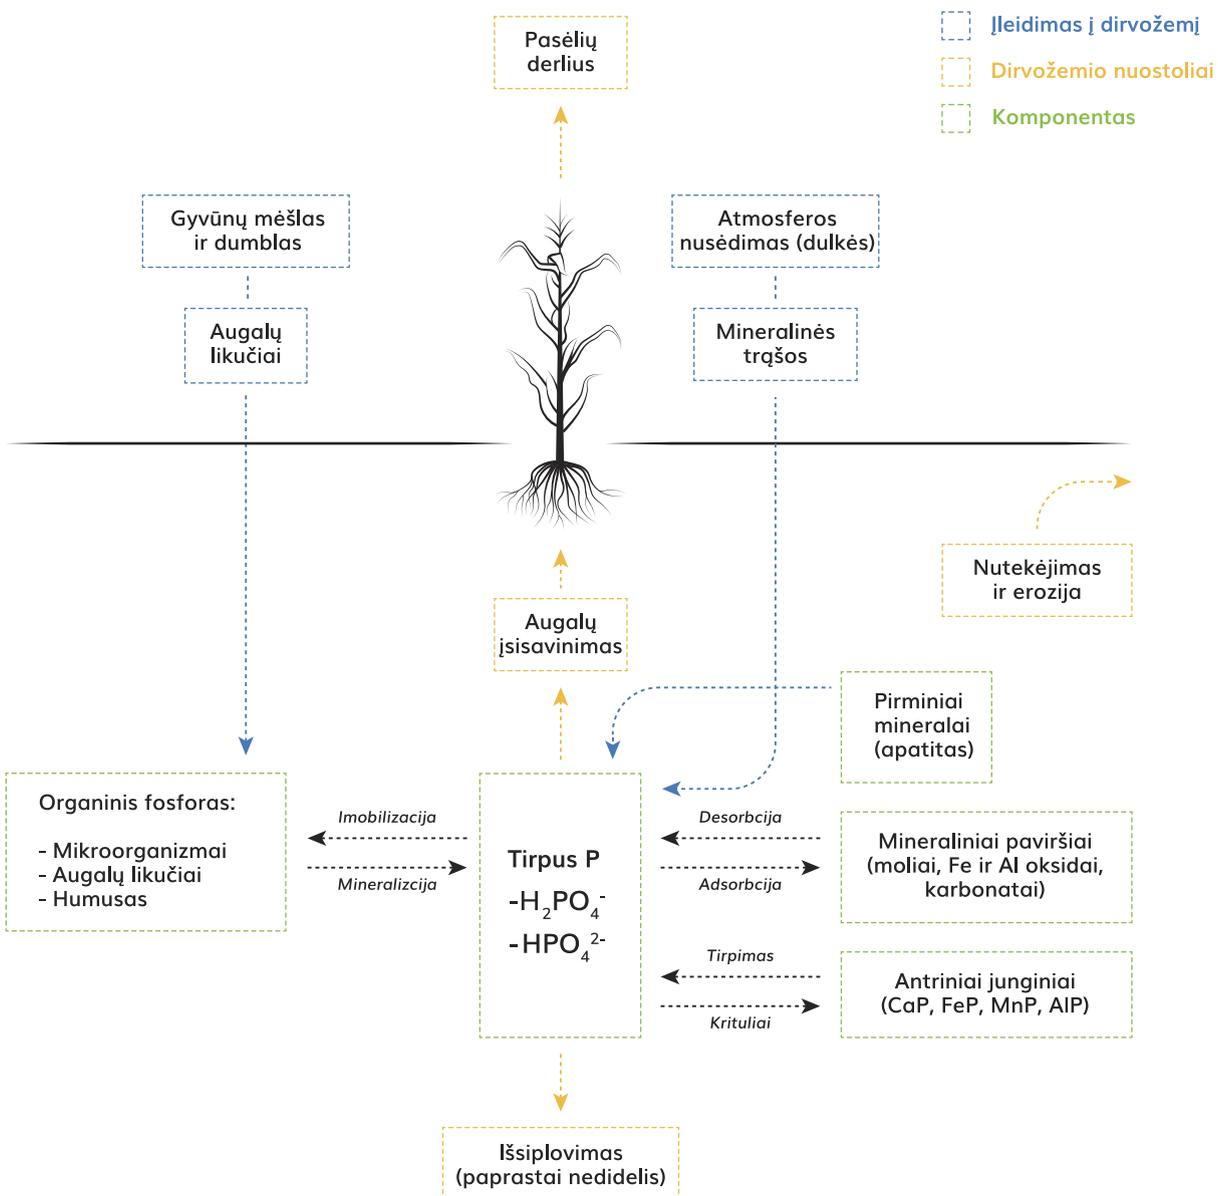 Įleidimas į dirvožemį
Dirvožemio nuostoliai
Komponentas
Pasėlių
derlius
Gyvūnų mėšlas
ir dumblas
Augalų
likučiai
Atmosferos
nusėdimas (dulkės)
Mineralinės
trąšos
Nutekėjimas
ir erozija
Augalų
įsisavinimas
Pirminiai
mineralai
(apatitas)
Organinis fosforas:
- Mikroorganizmai
- Augalų likučiai
- Humusas
Imobilizacija
Mineralizcija
Tirpus P
-H₂PO₄⁻
-HPO₄²⁻
Desorbcija
Adsorbcija
Mineraliniai paviršiai
(moliai, Fe ir Al oksidai,
karbonatai)
Tirpimas
Krituliai
Antriniai junginiai
(CaP, FeP, MnP, AlP)
Išsiplovimas
(paprastai nedidelis)